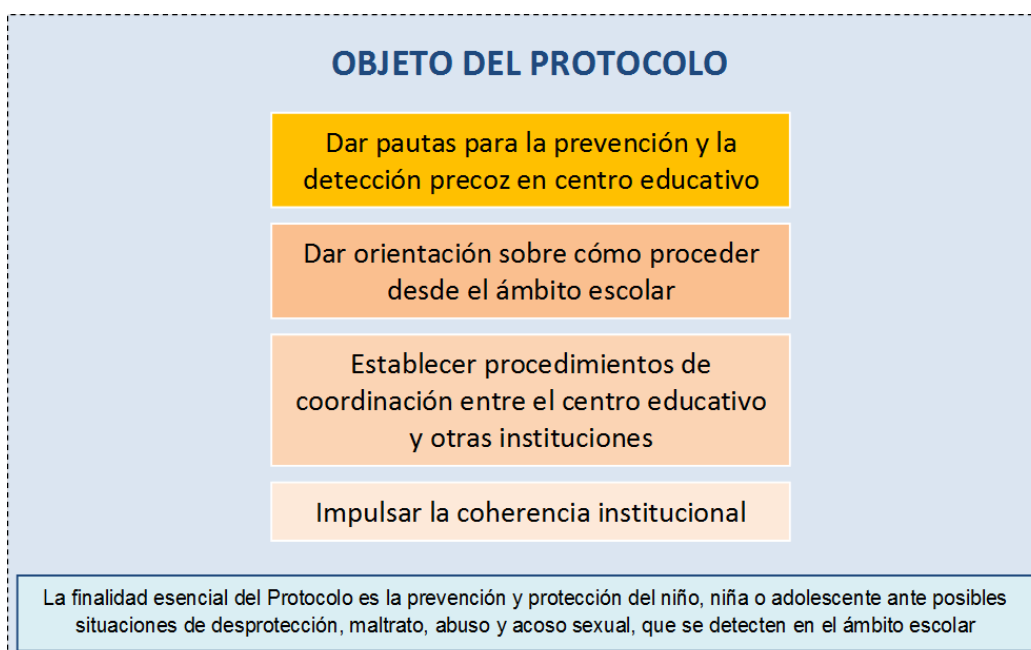 OBJETO DEL PROTOCOLO
Dar pautas para la prevención y la
detección precoz en centro educativo
Dar orientación sobre cómo proceder
desde el ámbito escolar
Establecer procedimientos de
coordinación entre el centro educativo
y otras instituciones
Impulsar la coherencia institucional
La finalidad esencial del Protocolo es la prevención y protección del niño, niña o adolescente ante posibles
situaciones de desprotección, maltrato, abuso y acoso sexual, que se detecten en el ámbito escolar